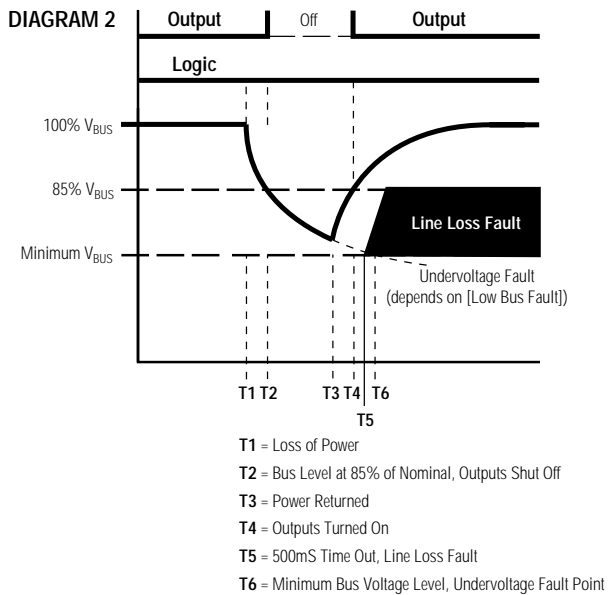 DIAGRAM 2
Output Off Output
Logic
100% VBUS
85% VBUS
Line Loss Fault
Minimum VBUS
Undervoltage Fault
(depends on [Low Bus Fault])
T1 T2 T3 T4 T6
T5
T1 = Loss of Power
T2 = Bus Level at 85% of Nominal, Outputs Shut Off
T3 = Power Returned
T4 = Outputs Turned On
T5 = 500mS Time Out, Line Loss Fault
T6 = Minimum Bus Voltage Level, Undervoltage Fault Point